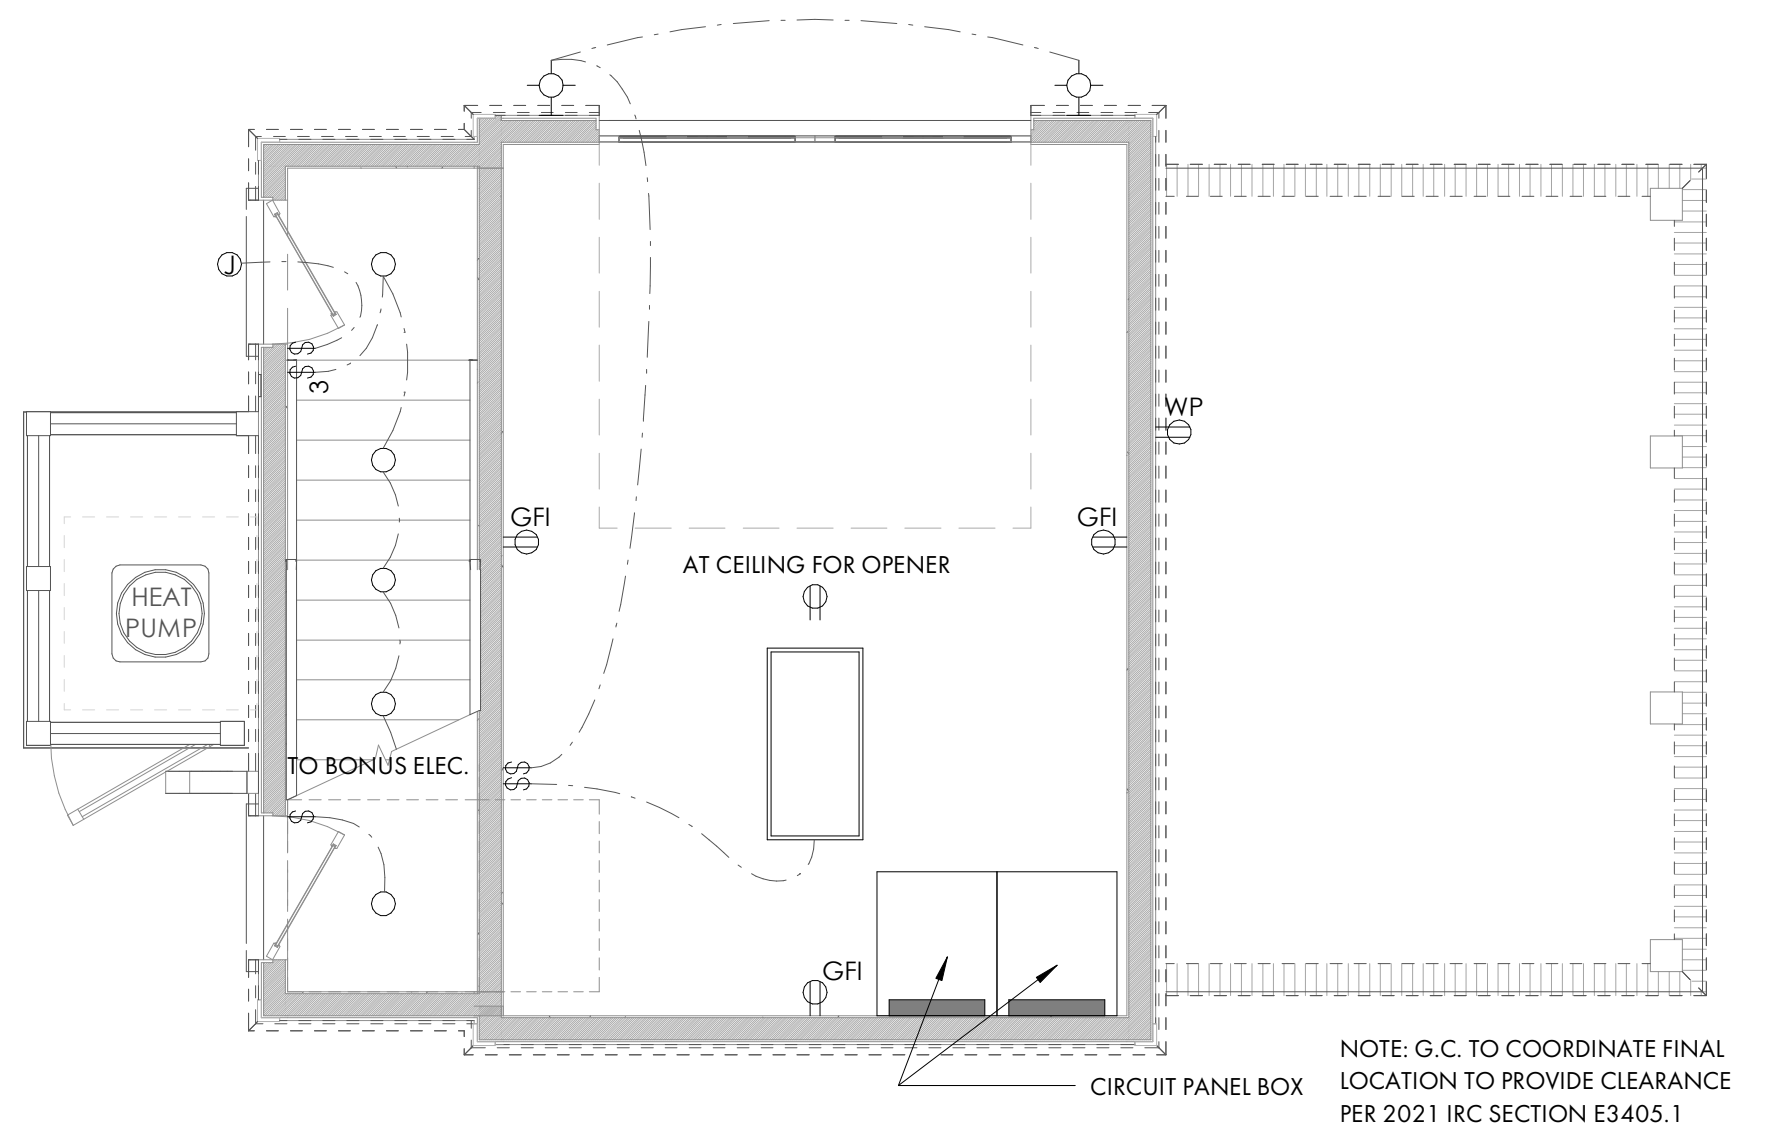 J
S
S
3
WP
GFI
GFI
AT CEILING FOR OPENER
HEAT
PUMP
TO BONUS ELEC.
S
S
S
GFI
CIRCUIT PANEL BOX
NOTE: G.C. TO COORDINATE FINAL
LOCATION TO PROVIDE CLEARANCE
PER 2021 IRC SECTION E3405.1